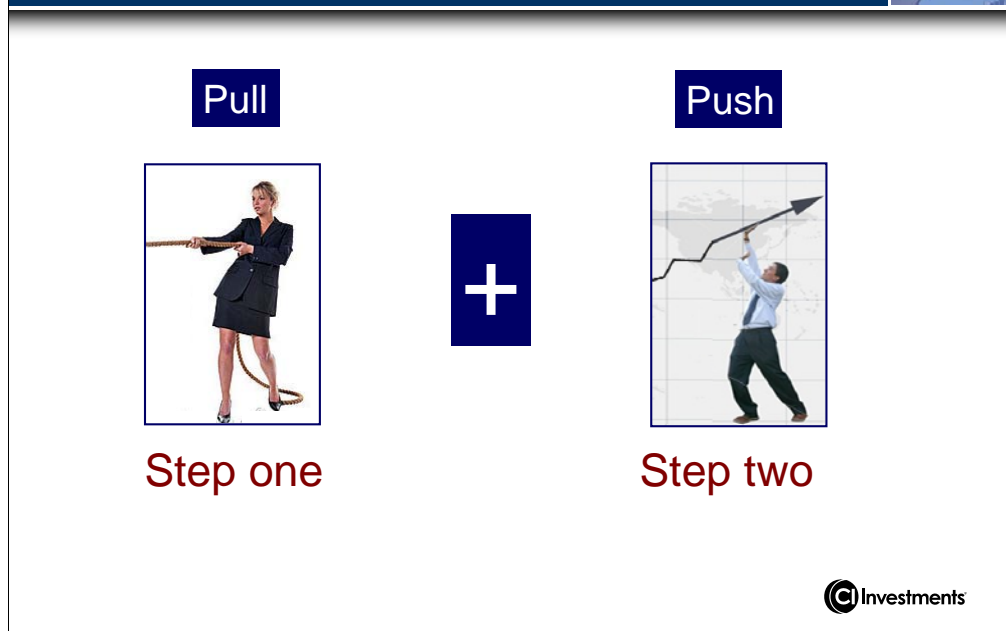 Pull
Push
+
Step one
Step two
CI Investments